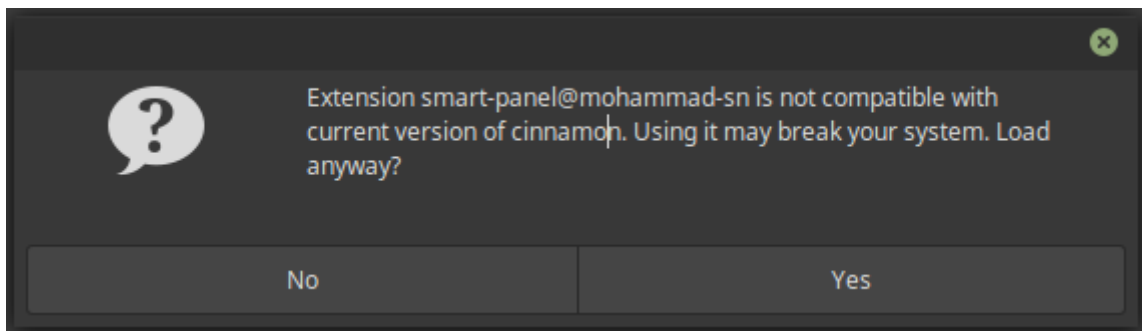 Extension smart-panel@mohammad-sn is not compatible with
current version of cinnamon. Using it may break your system. Load
anyway?
No
Yes